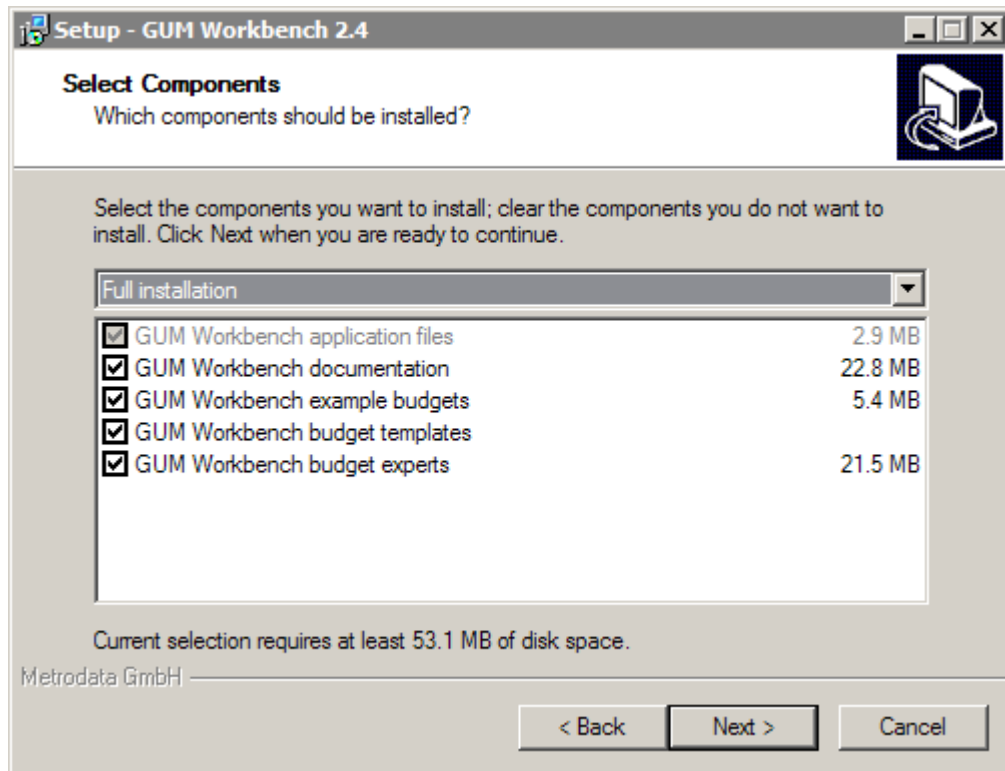 Setup - GUM Workbench 2.4
Select Components
Which components should be installed?
Select the components you want to install; clear the components you do not want to
install. Click Next when you are ready to continue.
Full installation
GUM Workbench application files 2.9 MB
GUM Workbench documentation 22.8 MB
GUM Workbench example budgets 5.4 MB
GUM Workbench budget templates
GUM Workbench budget experts 21.5 MB
Current selection requires at least 53.1 MB of disk space.
Metrodata GmbH
< Back Next > Cancel